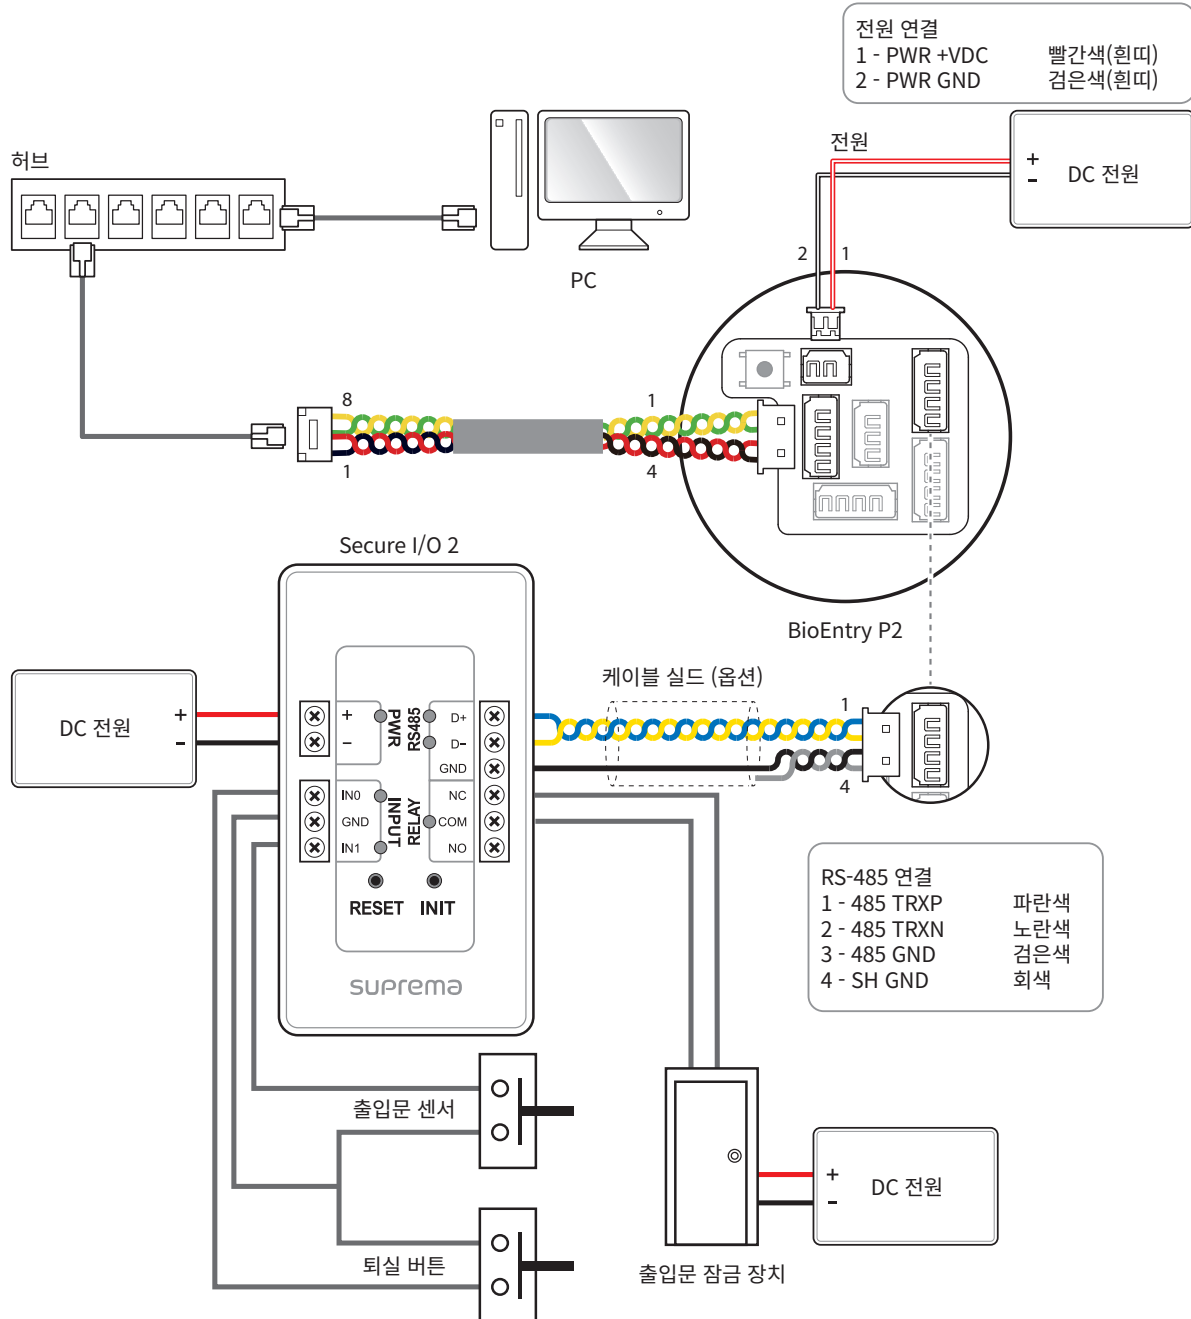 전원 연결
1 - PWR +VDC 빨간색(흰띠)
2 - PWR GND 검은색(흰띠)
허브
PC
전원
+
-
DC 전원
2 1
8
1
1
4
BioEntry P2
Secure I/O 2
DC 전원
+
-
+
-
PWR
RS485
D+
D-
GND
IN0
GND
IN1
INPUT
RELAY
NC
COM
NO
RESET INIT
suprema
케이블 실드 (옵션)
1
4
RS-485 연결
1 - 485 TRXP 파란색
2 - 485 TRXN 노란색
3 - 485 GND 검은색
4 - SH GND 회색
출입문 센서
퇴실 버튼
출입문 잠금 장치
+
-
DC 전원